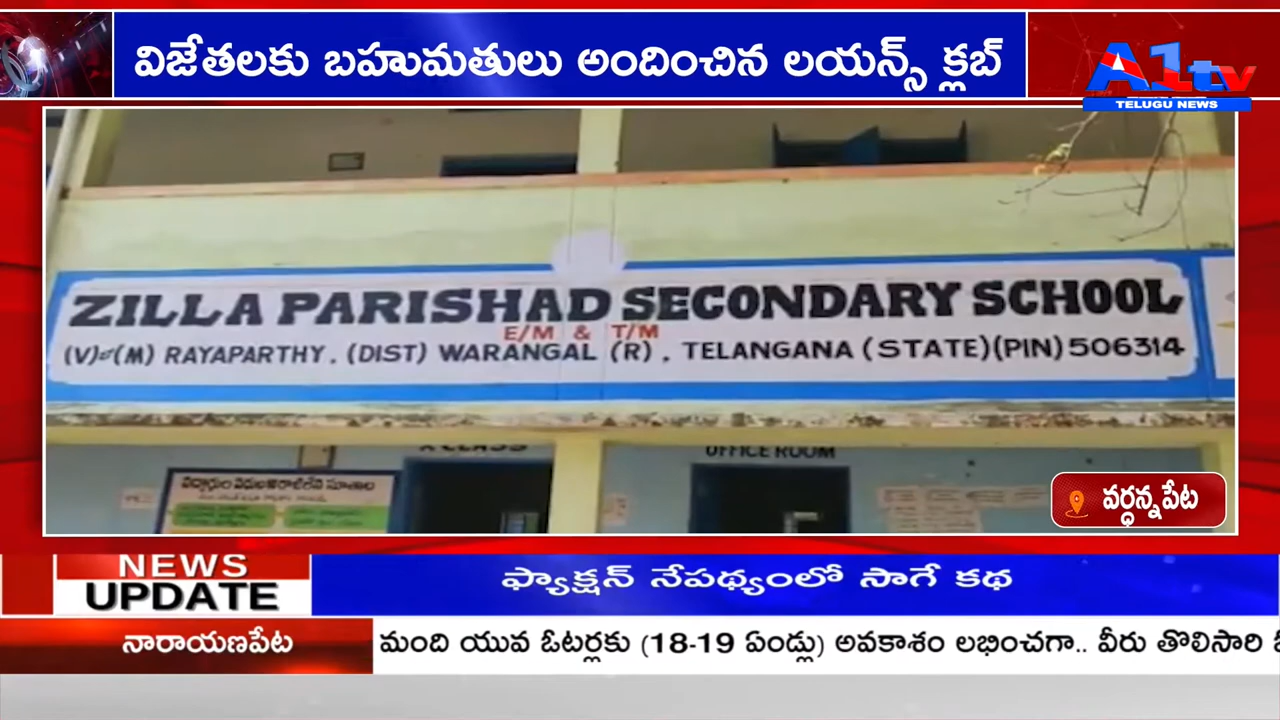 విజేతలకు బహుమతులు అందించిన లయన్స్ క్లబ్
A1tv
TELUGU NEWS
ZILLA PARISHAD SECONDARY SCHOOL
E/M & T/M
(V)&(M) RAYAPARTHY, (DIST) WARANGAL (R), TELANGANA (STATE)(PIN) 506314
X CLASS
OFFICE ROOM
వర్ధన్నపేట
NEWS
UPDATE
ఫ్యాక్షన్ నేపథ్యంలో సాగే కథ
నారాయణపేట
మంది యువ ఓటర్లకు (18-19 ఏండ్లు) అవకాశం లభించగా.. వీరు తొలిసారి